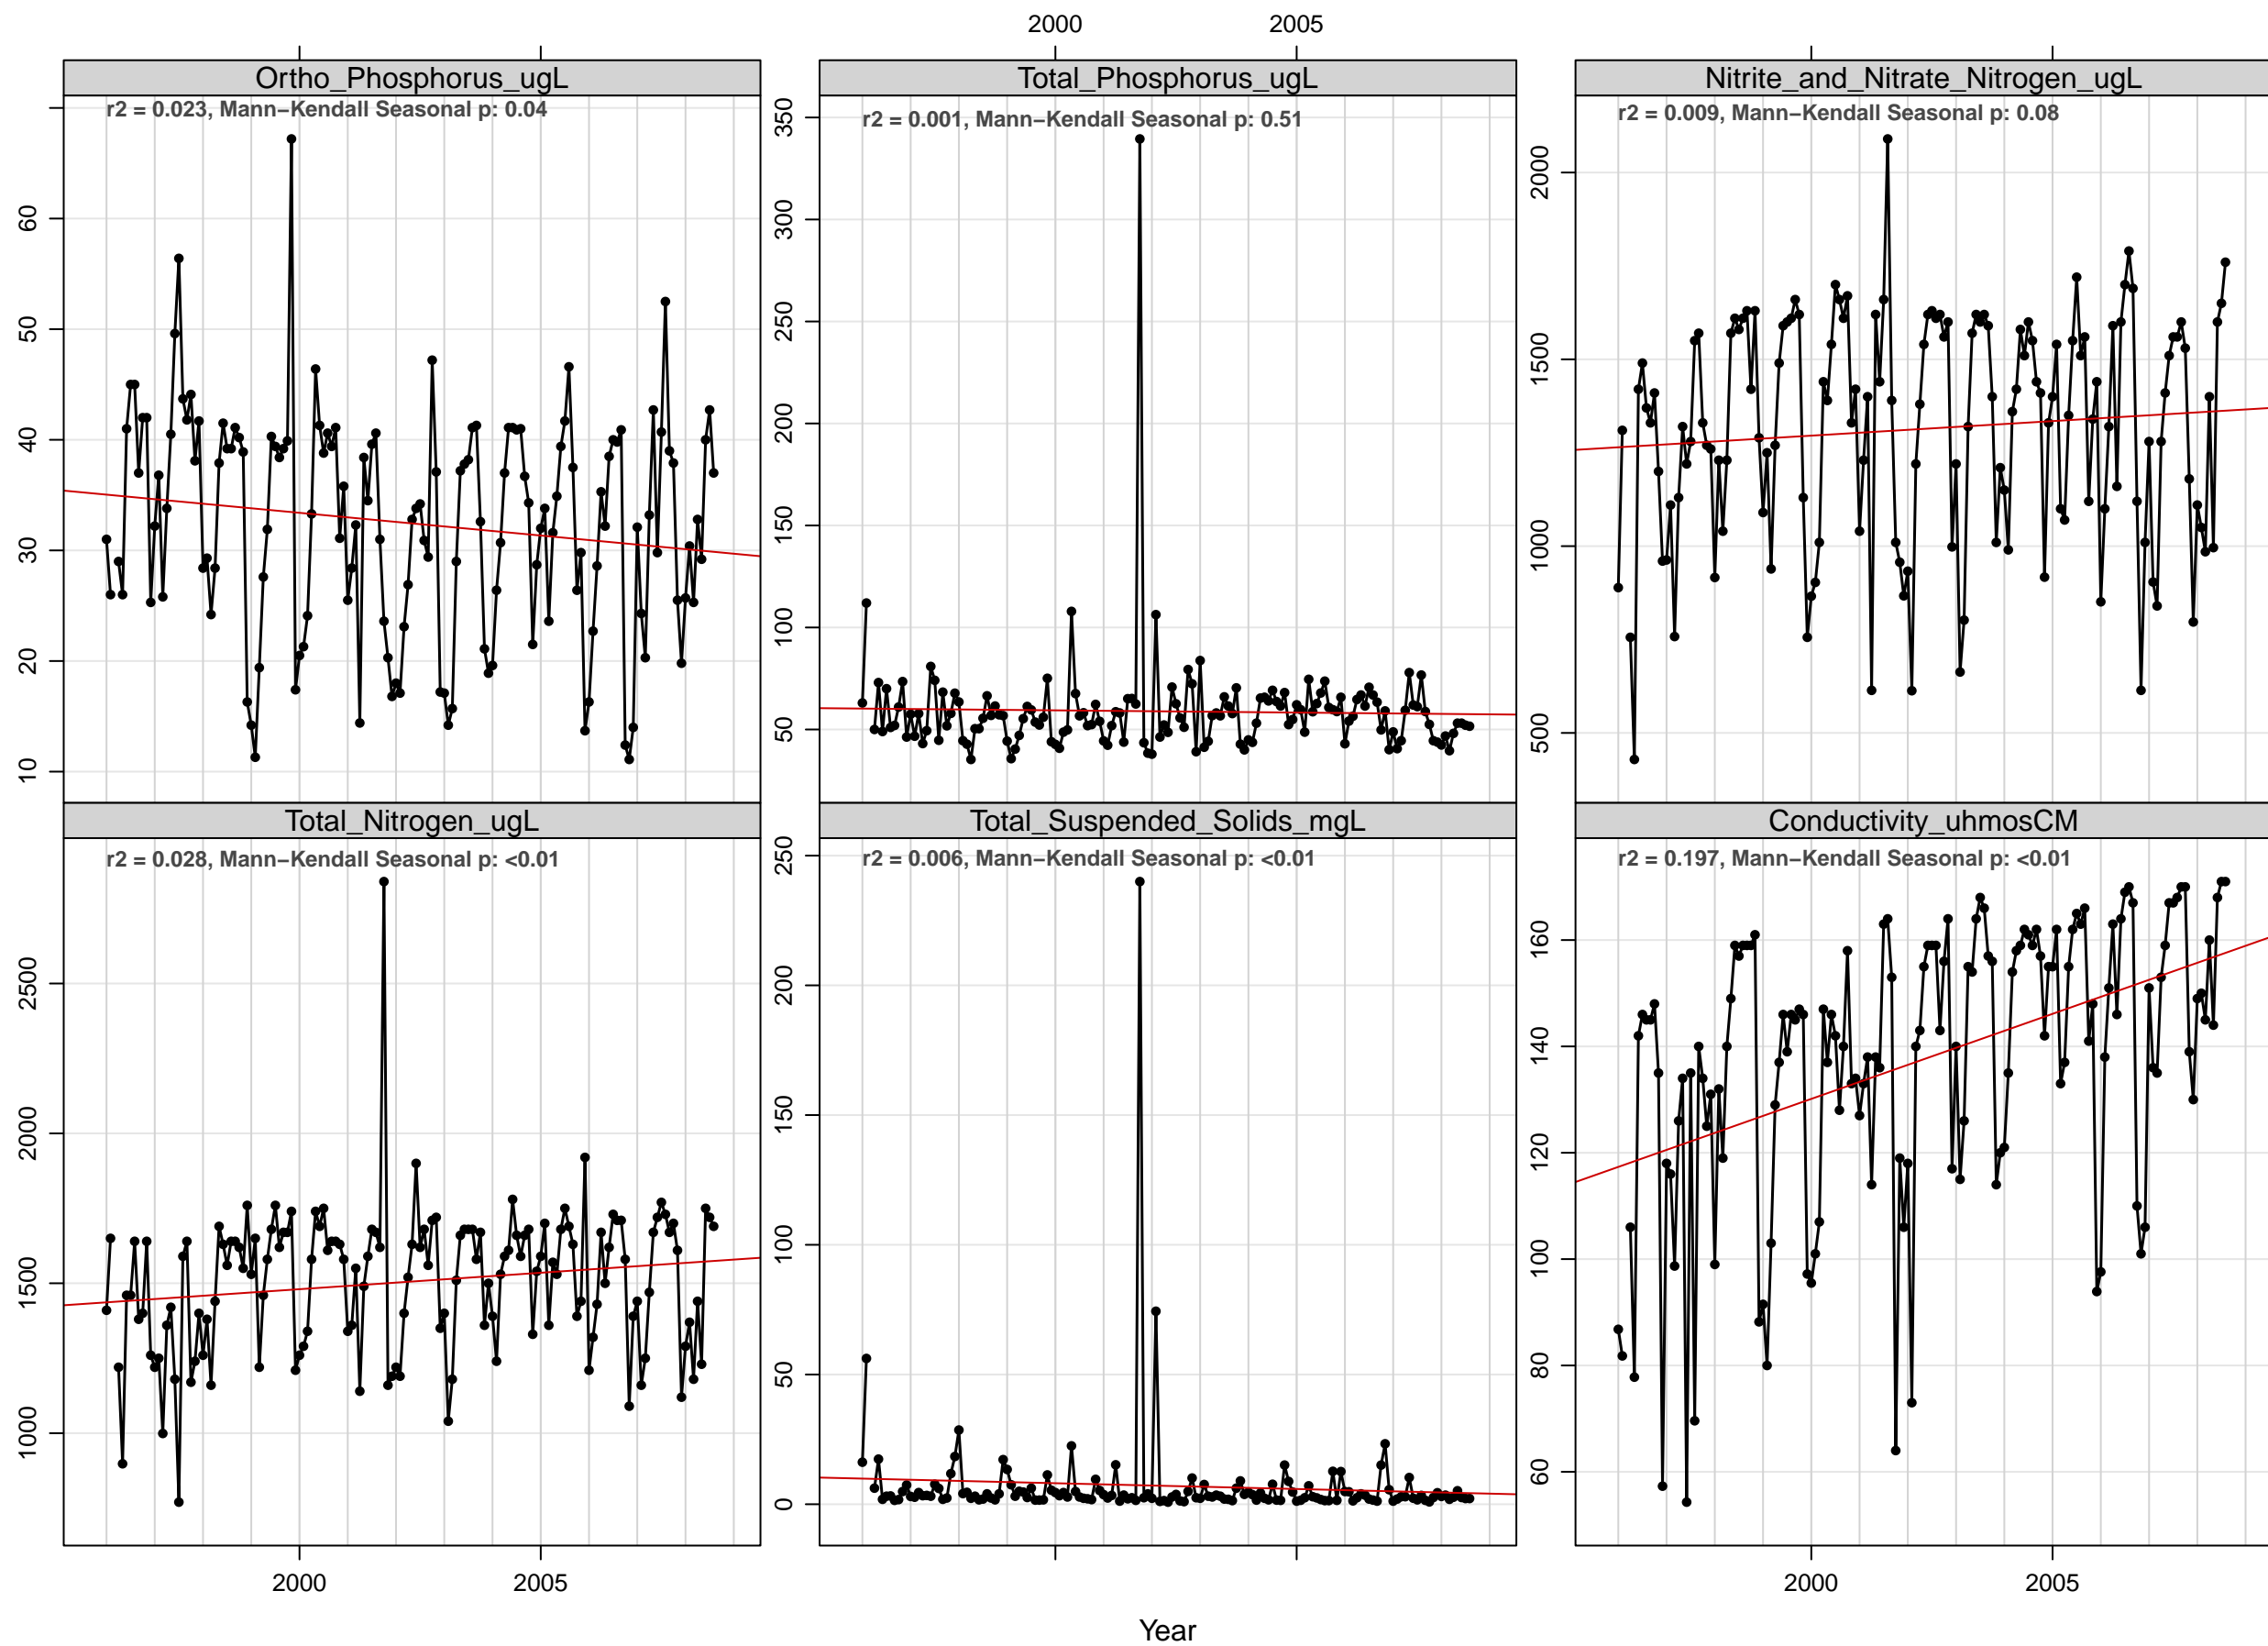 2000 2005
Ortho_Phosphorus_ugL
Total_Phosphorus_ugL
Nitrite_and_Nitrate_Nitrogen_ugL
r2 = 0.023, Mann−Kendall Seasonal p: 0.04
r2 = 0.001, Mann−Kendall Seasonal p: 0.51
r2 = 0.009, Mann−Kendall Seasonal p: 0.08
60
50
40
30
20
10
350
300
250
200
150
100
50
2000
1500
1000
500
Total_Nitrogen_ugL
Total_Suspended_Solids_mgL
Conductivity_uhmosCM
r2 = 0.028, Mann−Kendall Seasonal p: <0.01
r2 = 0.006, Mann−Kendall Seasonal p: <0.01
r2 = 0.197, Mann−Kendall Seasonal p: <0.01
2500
2000
1500
1000
250
200
150
100
50
0
160
140
120
100
80
60
2000 2005
2000 2005
Year